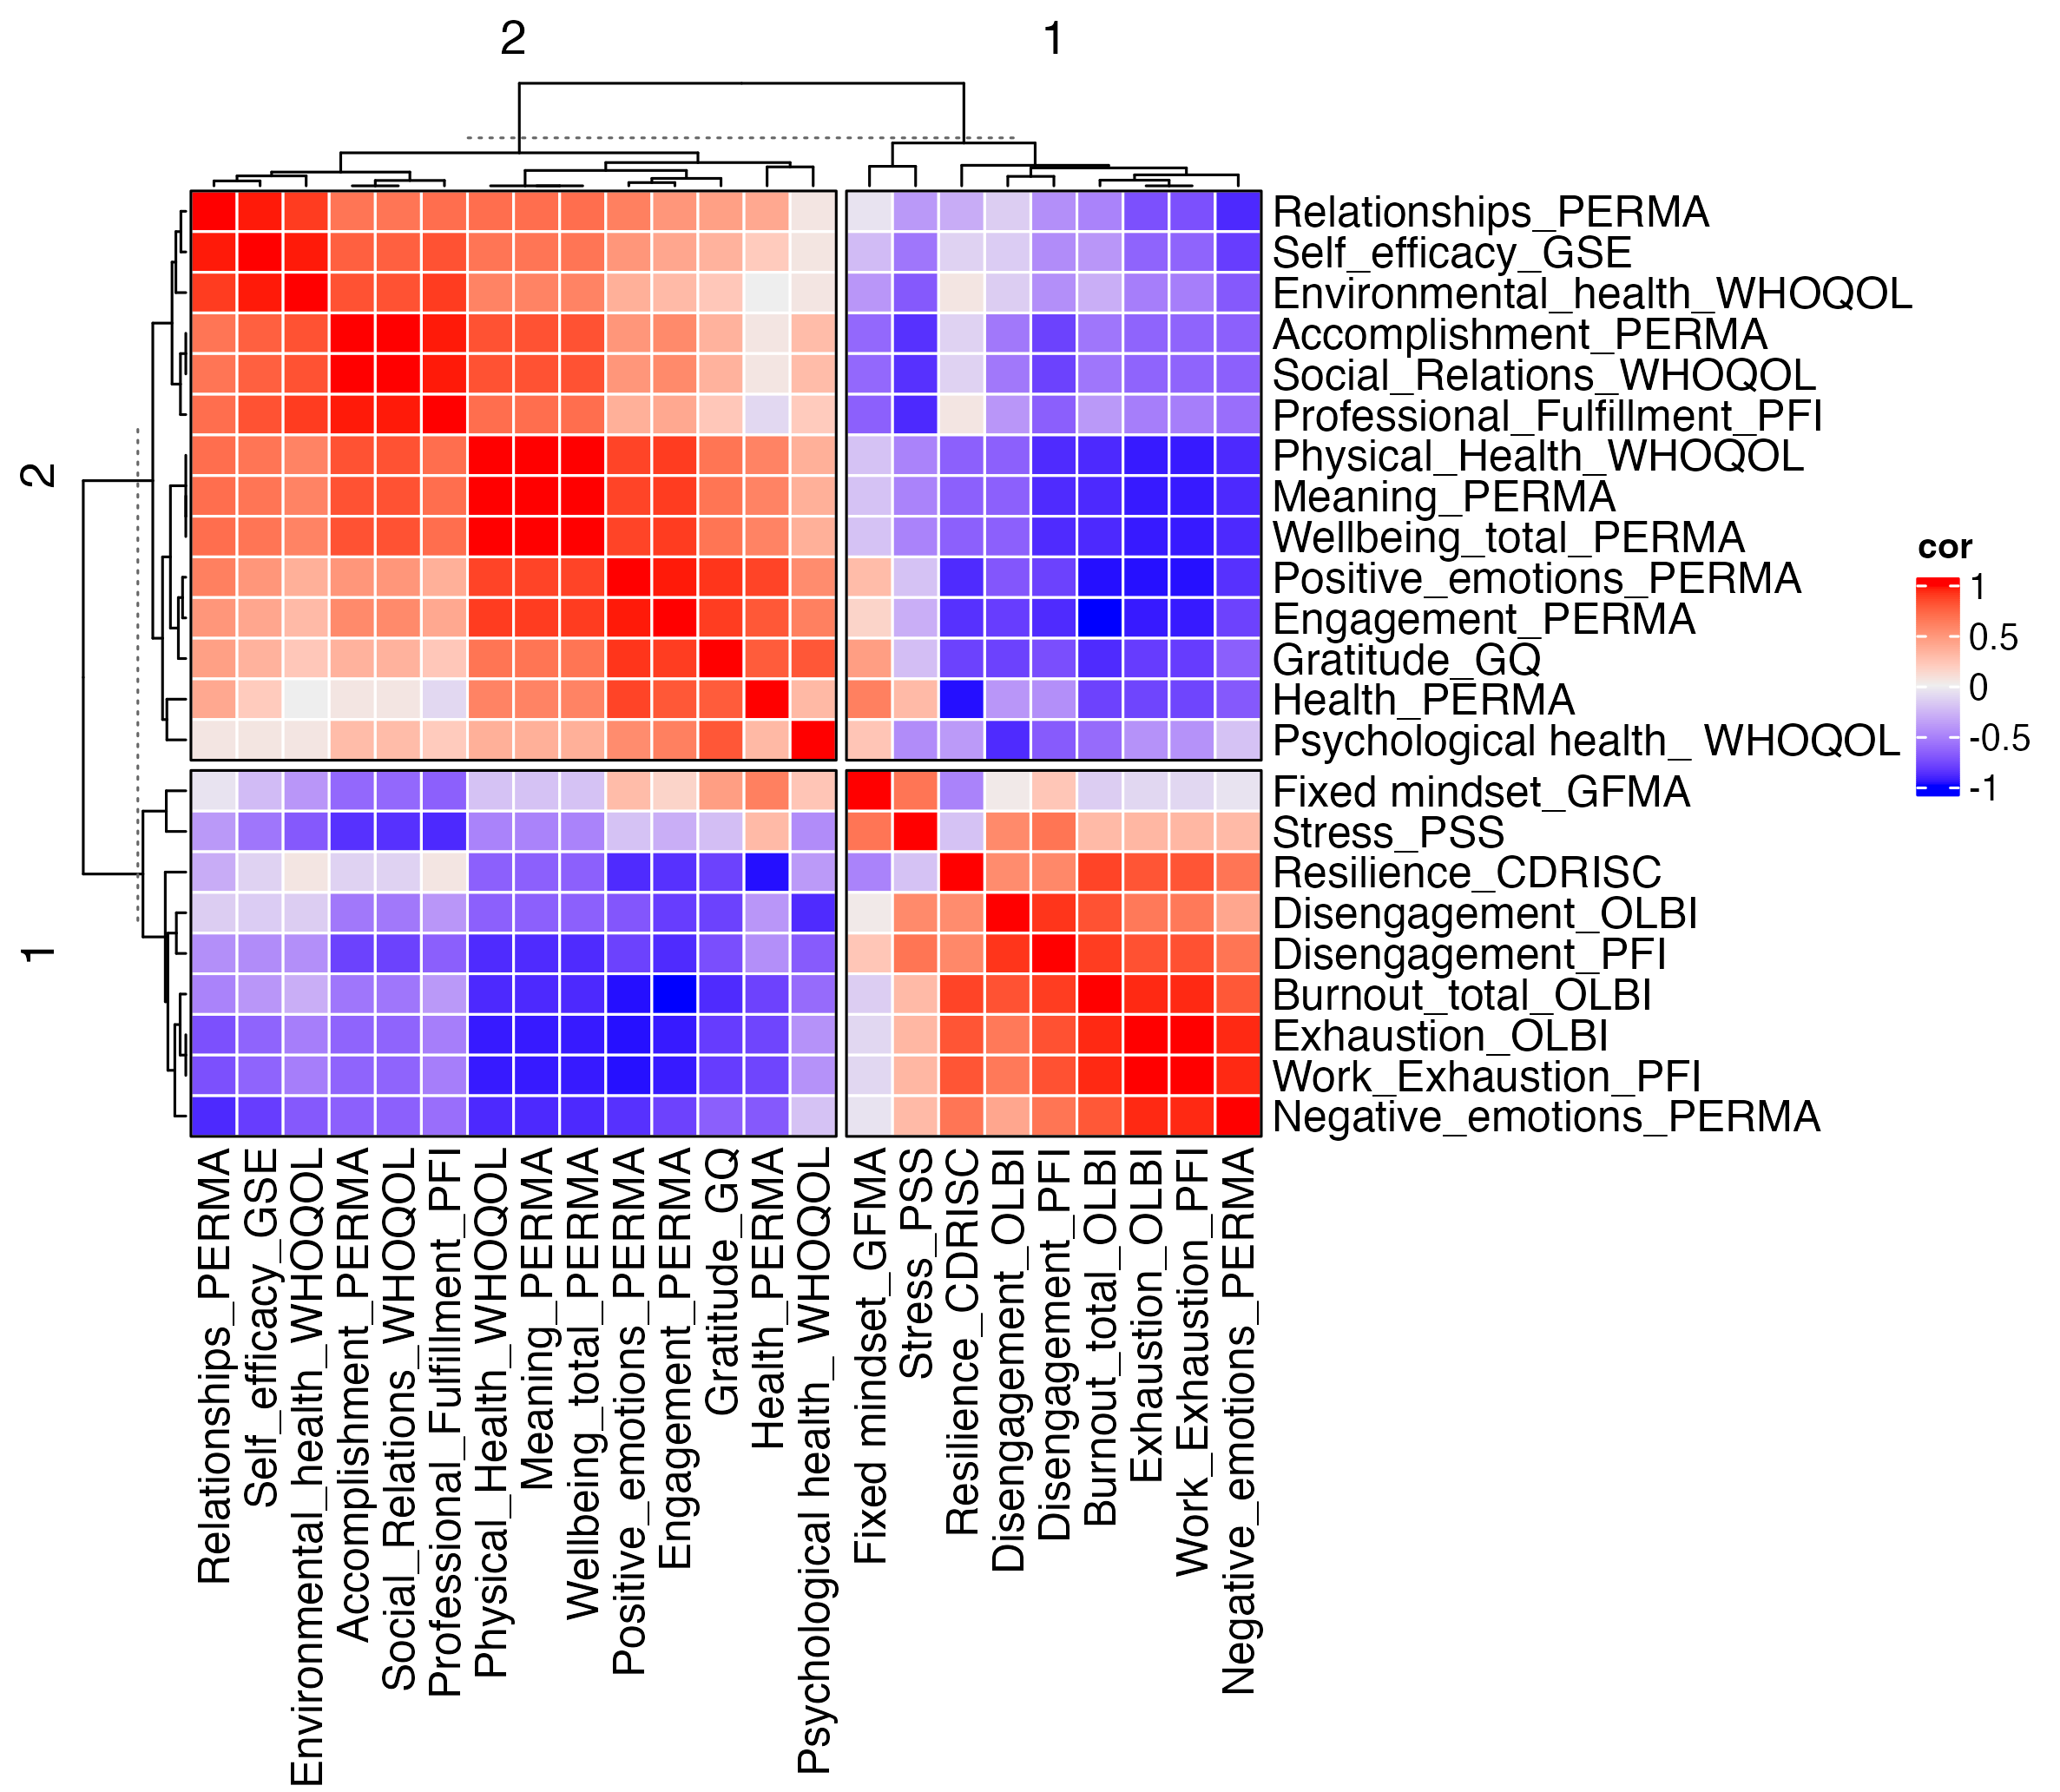 2
1
2
1
Relationships_PERMA
Self_efficacy_GSE
Environmental_health_WHOQOL
Accomplishment_PERMA
Social_Relations_WHOQOL
Professional_Fulfillment_PFI
Physical_Health_WHOQOL
Meaning_PERMA
Wellbeing_total_PERMA
Positive_emotions_PERMA
Engagement_PERMA
Gratitude_GQ
Health_PERMA
Psychological health_ WHOQOL
Fixed mindset_GFMA
Stress_PSS
Resilience_CDRISC
Disengagement_OLBI
Disengagement_PFI
Burnout_total_OLBI
Exhaustion_OLBI
Work_Exhaustion_PFI
Negative_emotions_PERMA
cor
1
0.5
0
-0.5
-1
Relationships_PERMA
Self_efficacy_GSE
Environmental_health_WHOQOL
Accomplishment_PERMA
Social_Relations_WHOQOL
Professional_Fulfillment_PFI
Physical_Health_WHOQOL
Meaning_PERMA
Wellbeing_total_PERMA
Positive_emotions_PERMA
Engagement_PERMA
Gratitude_GQ
Health_PERMA
Psychological health_ WHOQOL
Fixed mindset_GFMA
Stress_PSS
Resilience_CDRISC
Disengagement_OLBI
Disengagement_PFI
Burnout_total_OLBI
Exhaustion_OLBI
Work_Exhaustion_PFI
Negative_emotions_PERMA